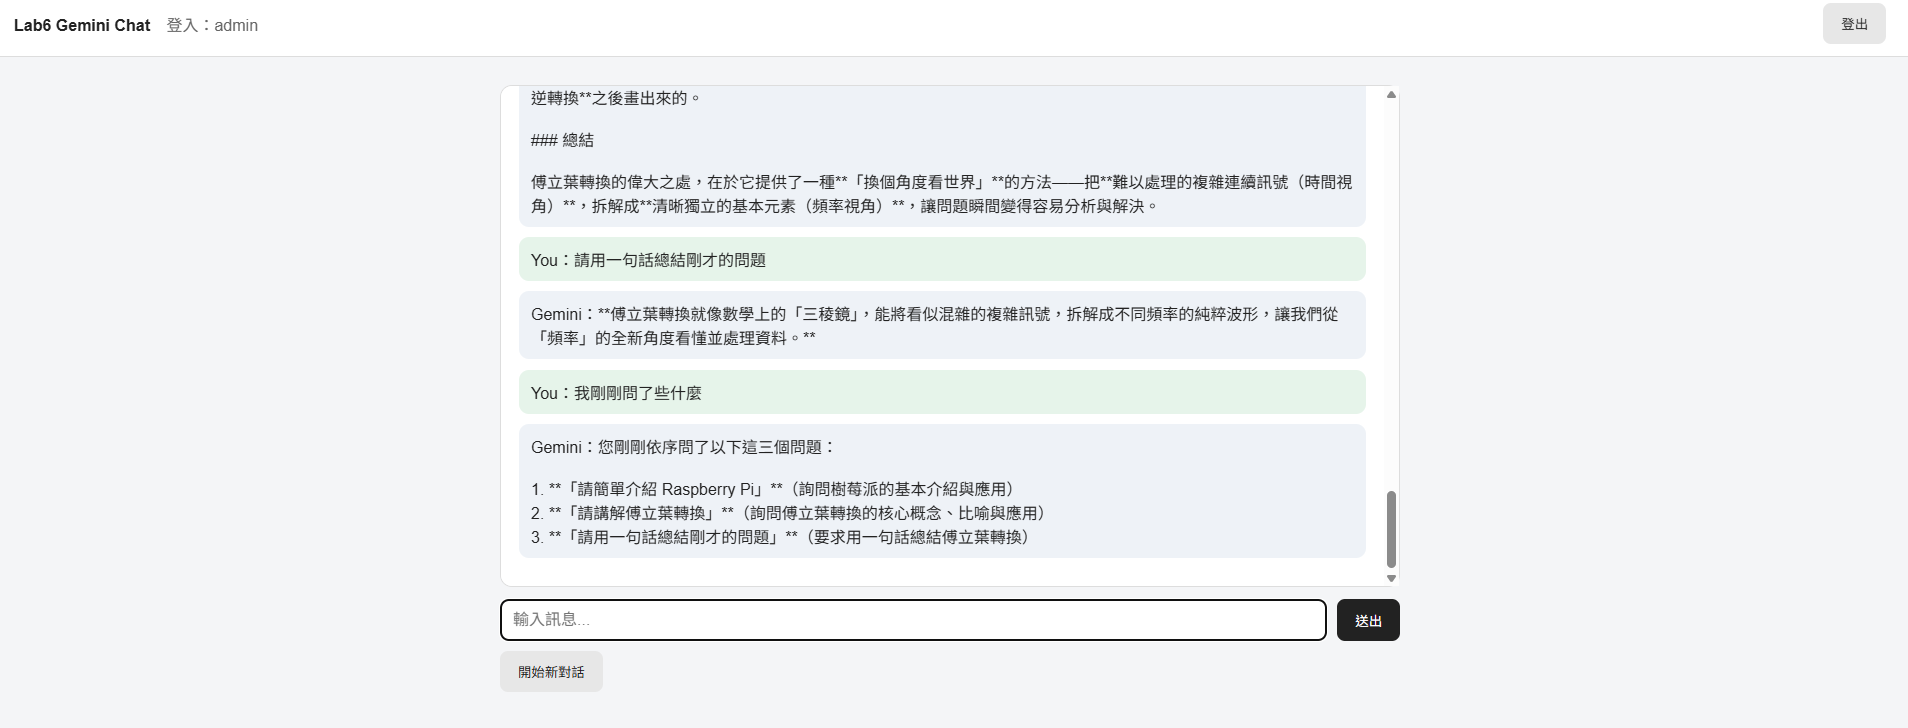 Lab6 Gemini Chat 登入：admin
登出
逆轉換**之後畫出來的。
### 總結
傅立葉轉換的偉大之處，在於它提供了一種**「換個角度看世界」**的方法——把**難以處理的複雜連續訊號（時間視
角）**，拆解成**清晰獨立的基本元素（頻率視角）**，讓問題瞬間變得容易分析與解決。
You：請用一句話總結剛才的問題
Gemini：**傅立葉轉換就像數學上的「三稜鏡」，能將看似混雜的複雜訊號，拆解成不同頻率的純粹波形，讓我們從
「頻率」的全新角度看懂並處理資料。**
You：我剛剛問了些什麼
Gemini：您剛剛依序問了以下這三個問題：
1. **「請簡單介紹 Raspberry Pi」**（詢問樹莓派的基本介紹與應用）
2. **「請講解傅立葉轉換」**（詢問傅立葉轉換的核心概念、比喻與應用）
3. **「請用一句話總結剛才的問題」**（要求用一句話總結傅立葉轉換）
輸入訊息...
送出
開始新對話